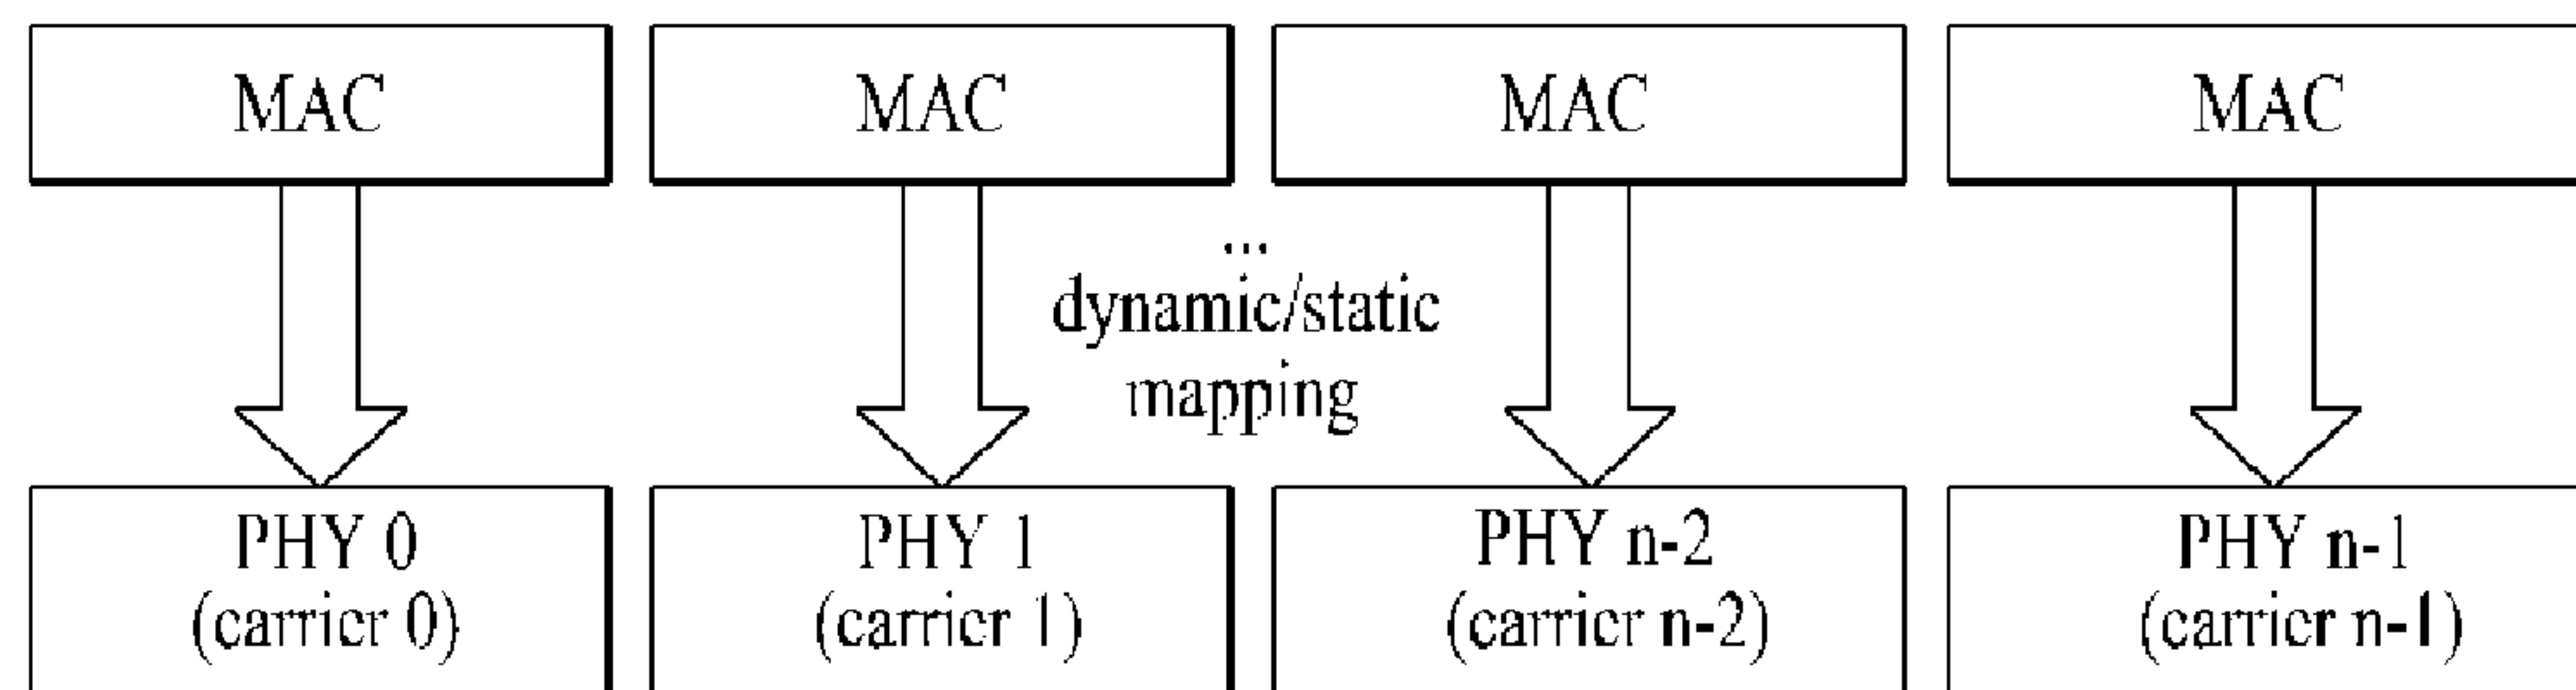 MAC MAC MAC MAC
...
dynamic/static
mapping
PHY 0 PHY 1 PHY n-2 PHY n-1
(carrier 0) (carrier 1) (carrier n-2) (carrier n-1)